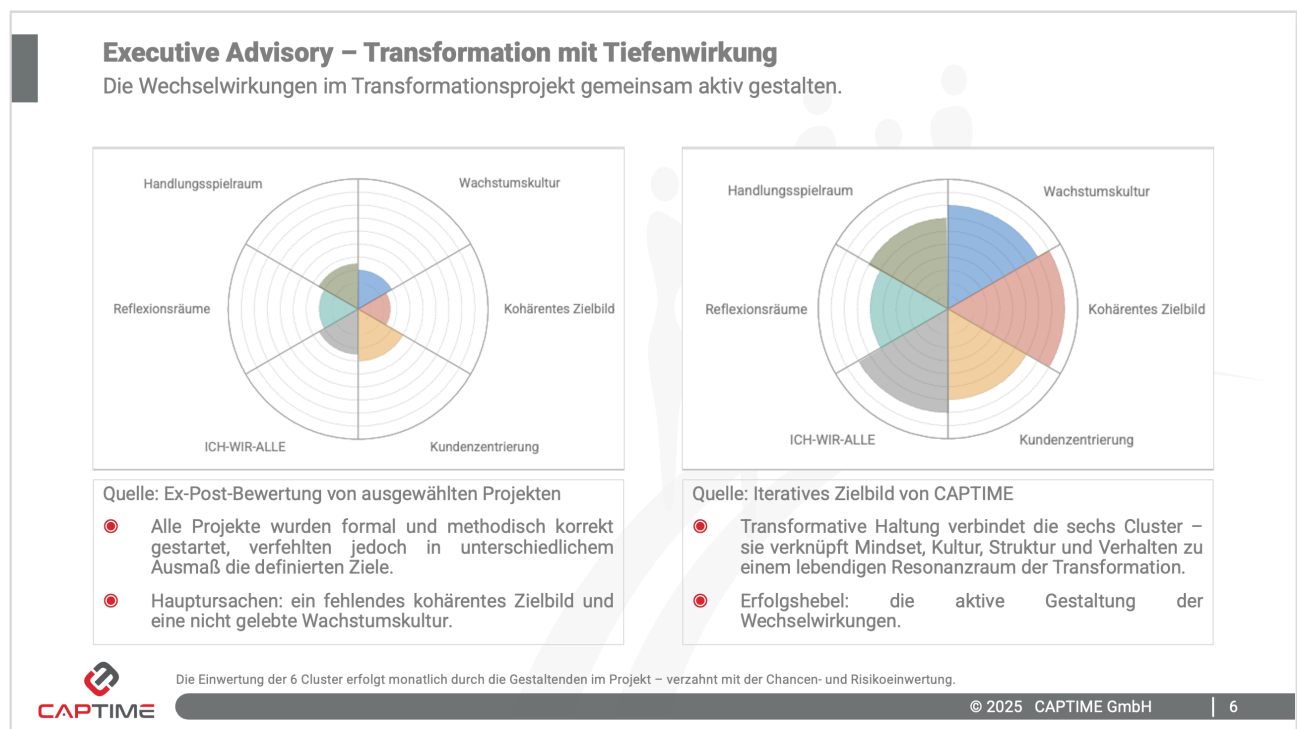 Executive Advisory – Transformation mit Tiefenwirkung
Die Wechselwirkungen im Transformationsprojekt gemeinsam aktiv gestalten.
Handlungsspielraum
Wachstumskultur
Reflexionsräume
Kohärentes Zielbild
ICH-WIR-ALLE
Kundenzentrierung
Quelle: Ex-Post-Bewertung von ausgewählten Projekten
Alle Projekte wurden formal und methodisch korrekt
gestartet, verfehlten jedoch in unterschiedlichem
Ausmaß die definierten Ziele.
Hauptursachen: ein fehlendes kohärentes Zielbild und
eine nicht gelebte Wachstumskultur.
Handlungsspielraum
Wachstumskultur
Reflexionsräume
Kohärentes Zielbild
ICH-WIR-ALLE
Kundenzentrierung
Quelle: Iteratives Zielbild von CAPTIME
Transformative Haltung verbindet die sechs Cluster –
sie verknüpft Mindset, Kultur, Struktur und Verhalten zu
einem lebendigen Resonanzraum der Transformation.
Erfolgshebel: die aktive Gestaltung der
Wechselwirkungen.
Die Einwertung der 6 Cluster erfolgt monatlich durch die Gestaltenden im Projekt – verzahnt mit der Chancen- und Risikoeinwertung.
CAPTIME
© 2025 CAPTIME GmbH | 6